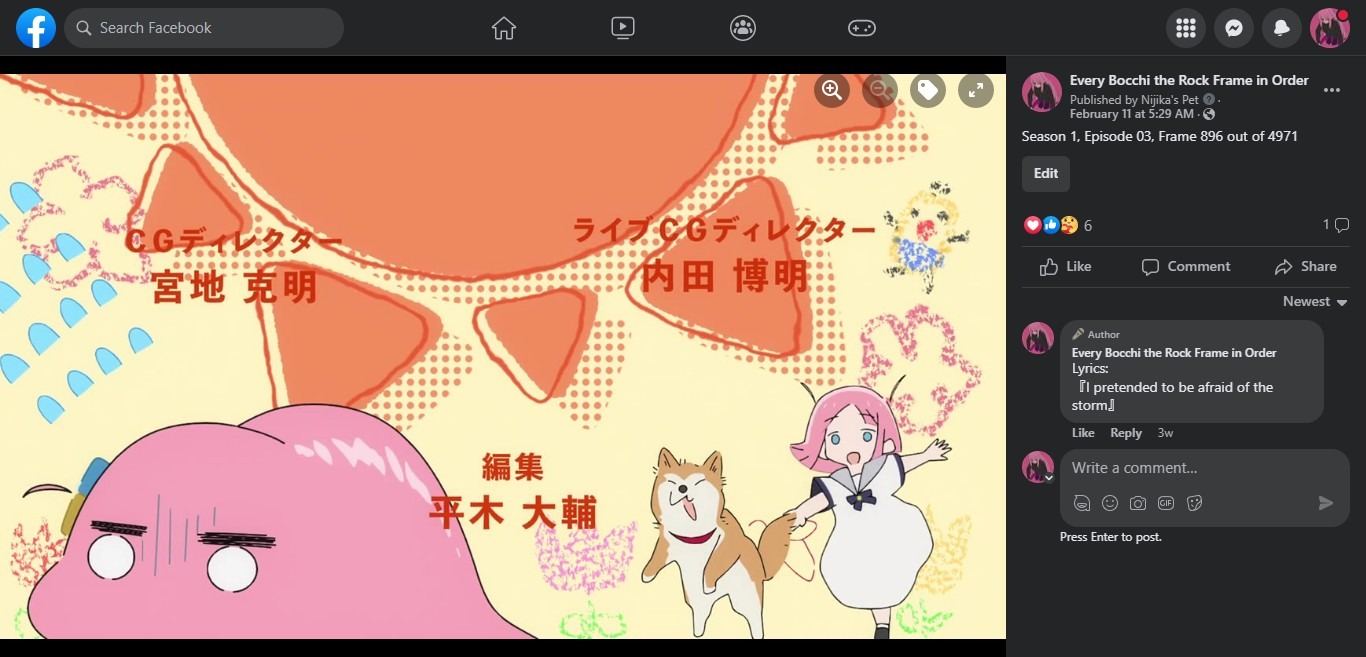 Search Facebook
CGディレクター
宮地 克明
ライブCGディレクター
内田 博明
編集
平木 大輔
Every Bocchi the Rock Frame in Order
Published by Nijika's Pet ·
February 11 at 5:29 AM ·
Season 1, Episode 03, Frame 896 out of 4971
Edit
6
1
Like
Comment
Share
Newest
Author
Every Bocchi the Rock Frame in Order
Lyrics:
『I pretended to be afraid of the
storm』
Like Reply 3w
Write a comment...
GIF
Press Enter to post.